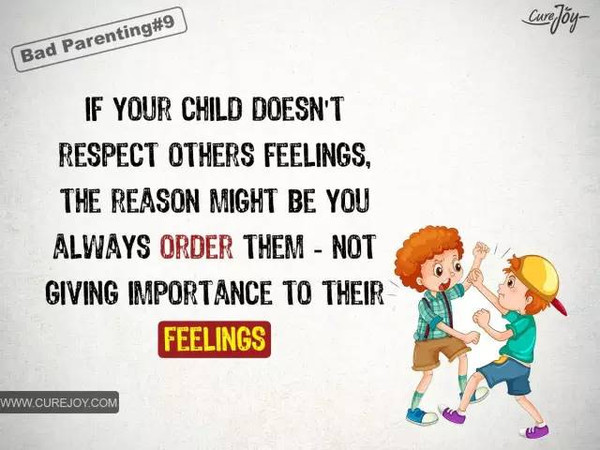 Bad Parenting#9
CureJoy
IF YOUR CHILD DOESN'T
RESPECT OTHERS FEELINGS,
THE REASON MIGHT BE YOU
ALWAYS ORDER THEM - NOT
GIVING IMPORTANCE TO THEIR
FEELINGS
WWW.CUREJOY.COM